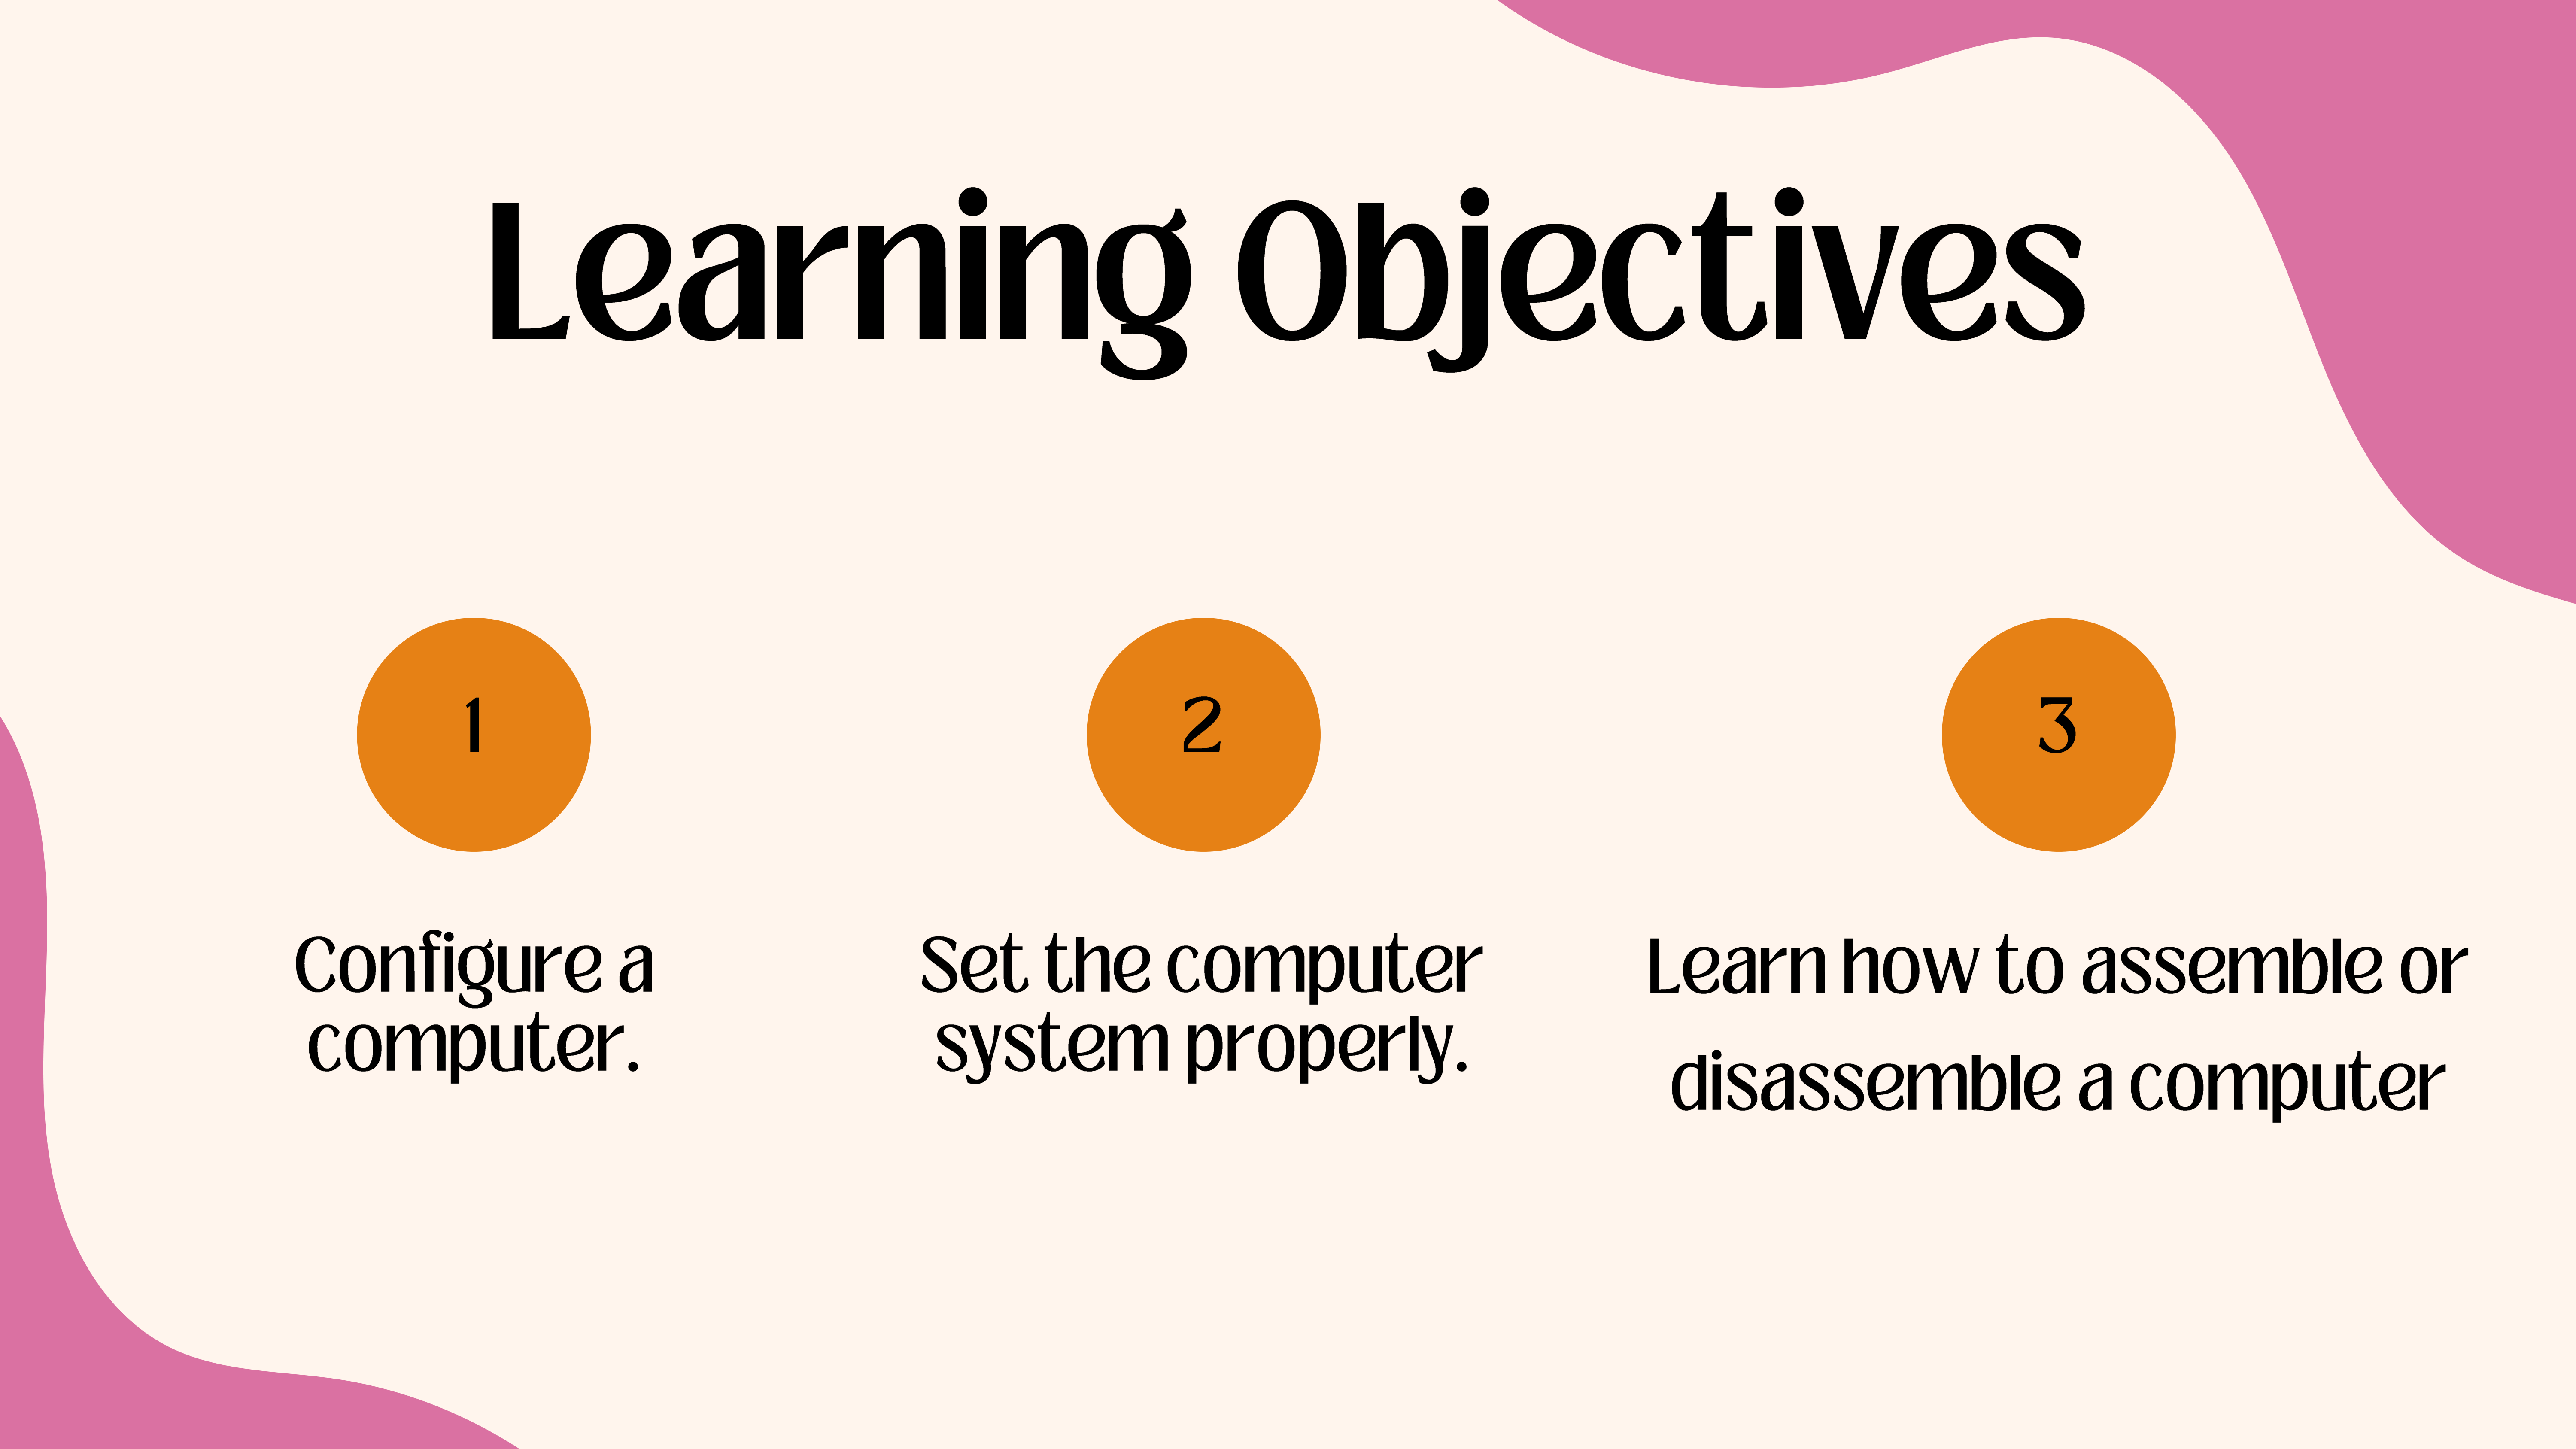 Learning Objectives
1
Configure a
computer.
2
Set the computer
system properly.
3
Learn how to assemble or
disassemble a computer